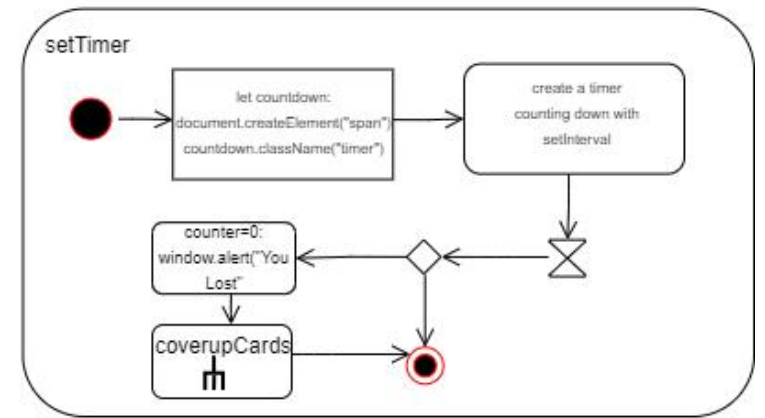 setTimer
let countdown:
document.createElement("span")
countdown.className("timer")
create a timer
counting down with
setInterval
counter=0:
window.alert("You
Lost"
coverupCards